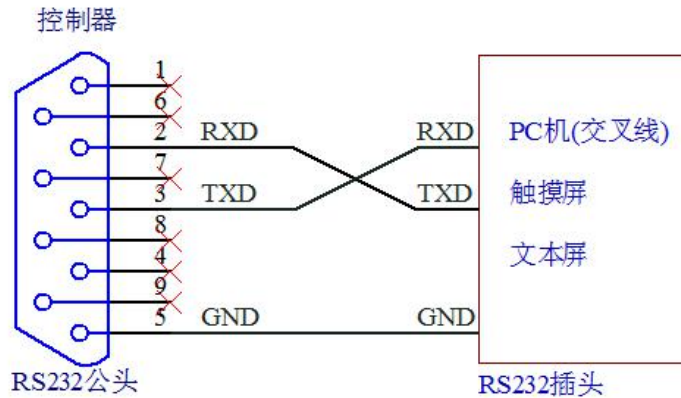 控制器
1
6
2 RXD RXD PC机(交叉线)
7
3 TXD TXD 触摸屏
8
4 文本屏
9
5 GND GND
RS232公头 RS232插头